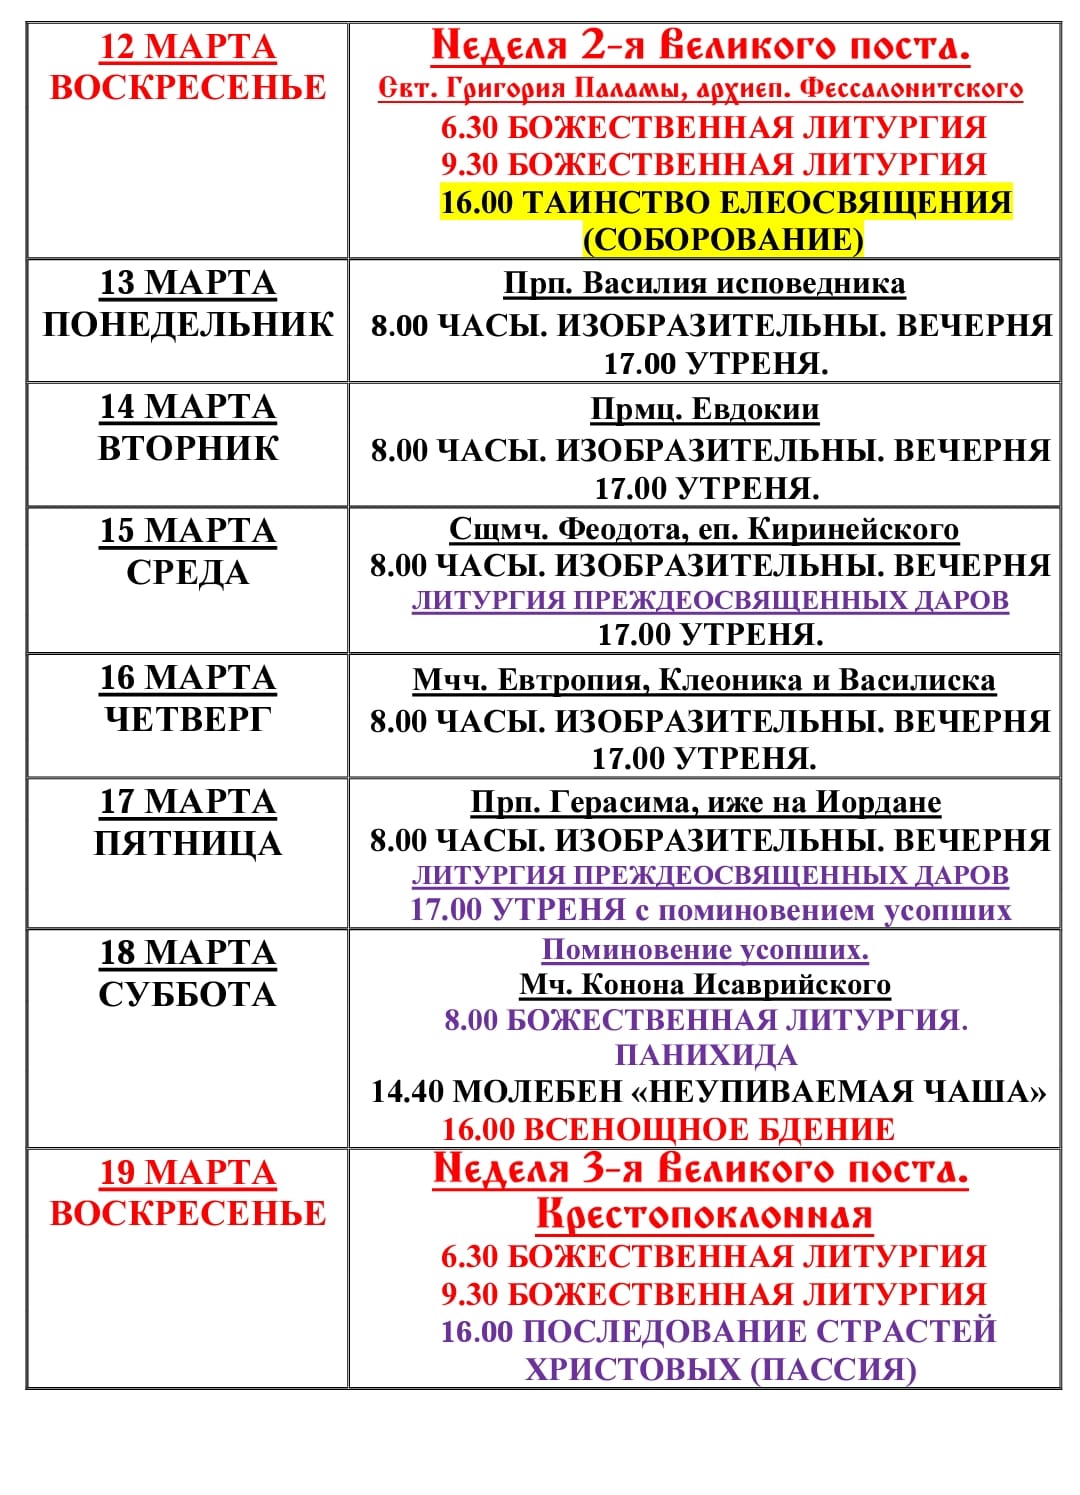 12 МАРТА
ВОСКРЕСЕНЬЕ
Неделя 2-я Великого поста.
Свт. Григория Паламы, архиеп. Фессалонитского
6.30 БОЖЕСТВЕННАЯ ЛИТУРГИЯ
9.30 БОЖЕСТВЕННАЯ ЛИТУРГИЯ
16.00 ТАИНСТВО ЕЛЕОСВЯЩЕНИЯ
(СОБОРОВАНИЕ)
13 МАРТА
ПОНЕДЕЛЬНИК
Прп. Василия исповедника
8.00 ЧАСЫ. ИЗОБРАЗИТЕЛЬНЫ. ВЕЧЕРНЯ
17.00 УТРЕНЯ.
14 МАРТА
ВТОРНИК
Прмц. Евдокии
8.00 ЧАСЫ. ИЗОБРАЗИТЕЛЬНЫ. ВЕЧЕРНЯ
17.00 УТРЕНЯ.
15 МАРТА
СРЕДА
Сщмч. Феодота, еп. Киринейского
8.00 ЧАСЫ. ИЗОБРАЗИТЕЛЬНЫ. ВЕЧЕРНЯ
ЛИТУРГИЯ ПРЕЖДЕОСВЯЩЕННЫХ ДАРОВ
17.00 УТРЕНЯ.
16 МАРТА
ЧЕТВЕРГ
Мчч. Евтропия, Клеоника и Василиска
8.00 ЧАСЫ. ИЗОБРАЗИТЕЛЬНЫ. ВЕЧЕРНЯ
17.00 УТРЕНЯ.
17 МАРТА
ПЯТНИЦА
Прп. Герасима, иже на Иордане
8.00 ЧАСЫ. ИЗОБРАЗИТЕЛЬНЫ. ВЕЧЕРНЯ
ЛИТУРГИЯ ПРЕЖДЕОСВЯЩЕННЫХ ДАРОВ
17.00 УТРЕНЯ с поминовением усопших
18 МАРТА
СУББОТА
Поминовение усопших.
Мч. Конона Исаврийского
8.00 БОЖЕСТВЕННАЯ ЛИТУРГИЯ.
ПАНИХИДА
14.40 МОЛЕБЕН «НЕУПИВАЕМАЯ ЧАША»
16.00 ВСЕНОЩНОЕ БДЕНИЕ
19 МАРТА
ВОСКРЕСЕНЬЕ
Неделя 3-я Великого поста.
Крестопоклонная
6.30 БОЖЕСТВЕННАЯ ЛИТУРГИЯ
9.30 БОЖЕСТВЕННАЯ ЛИТУРГИЯ
16.00 ПОСЛЕДОВАНИЕ СТРАСТЕЙ
ХРИСТОВЫХ (ПАССИЯ)